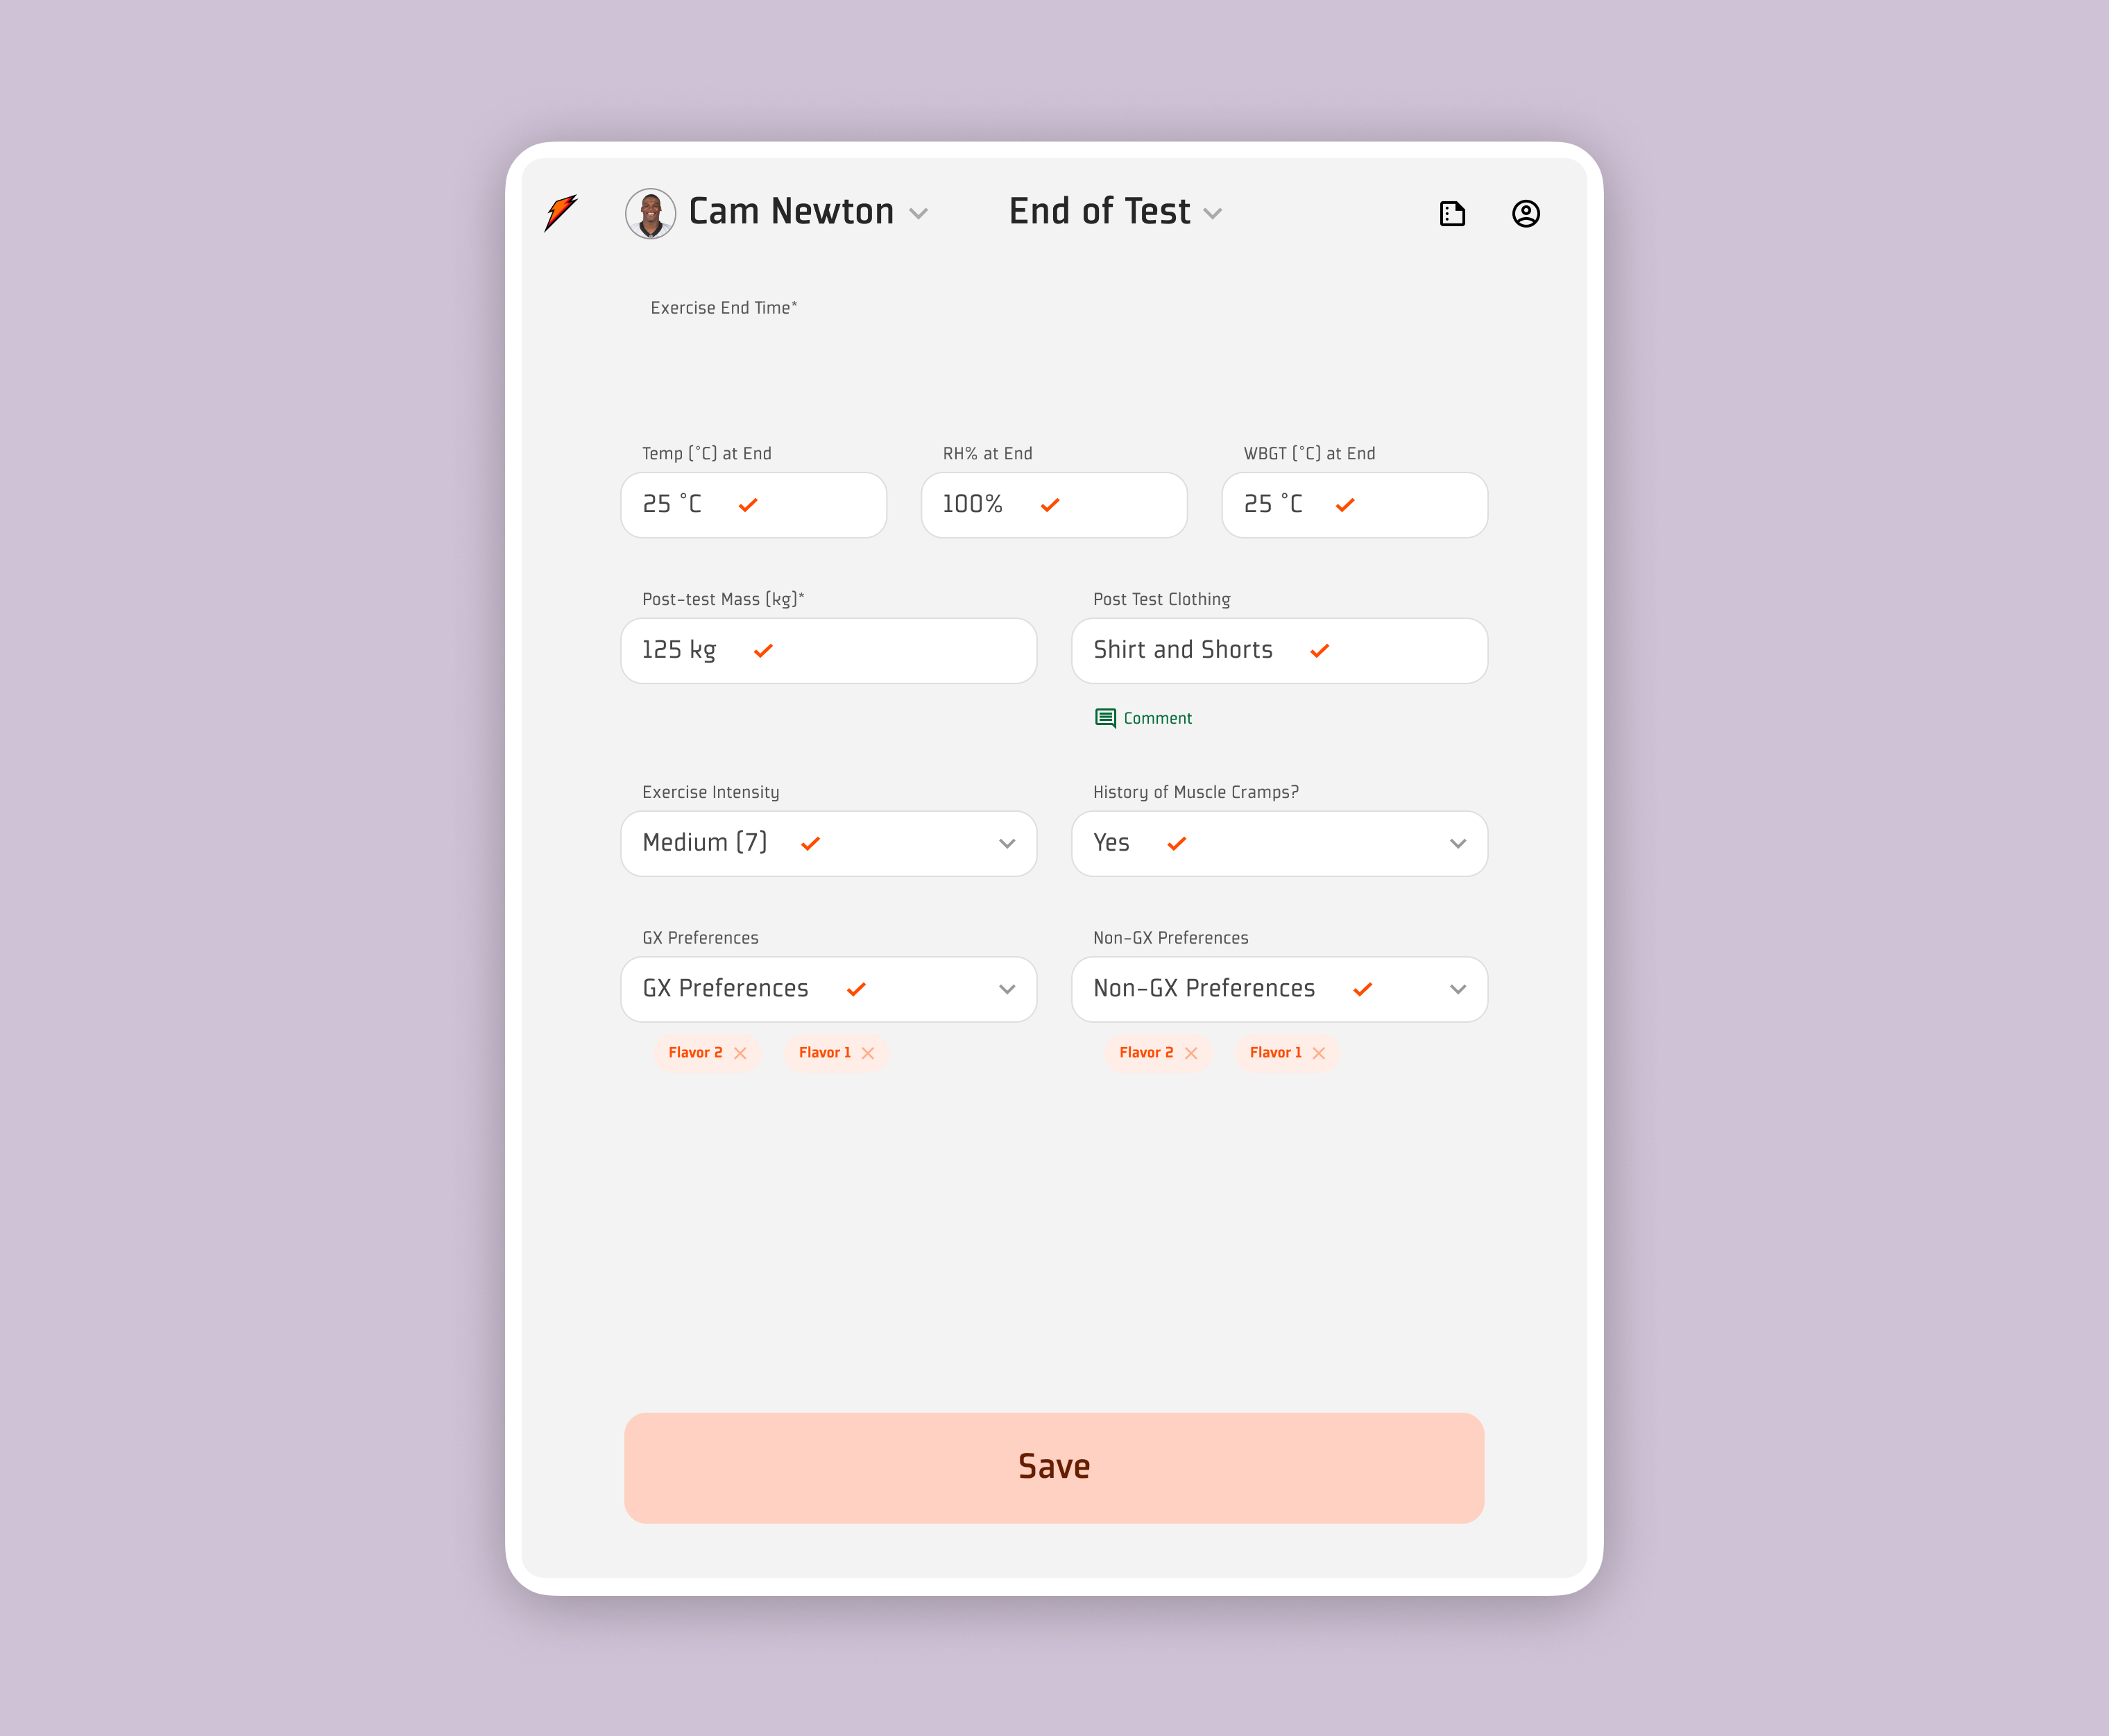 Cam Newton
End of Test
Exercise End Time*
Temp (°C) at End
RH% at End
WBGT (°C) at End
25 °C
100%
25 °C
Post-test Mass (kg)*
Post Test Clothing
125 kg
Shirt and Shorts
Comment
Exercise Intensity
History of Muscle Cramps?
Medium (7)
Yes
GX Preferences
Non-GX Preferences
GX Preferences
Non-GX Preferences
Flavor 2
Flavor 1
Flavor 2
Flavor 1
Save